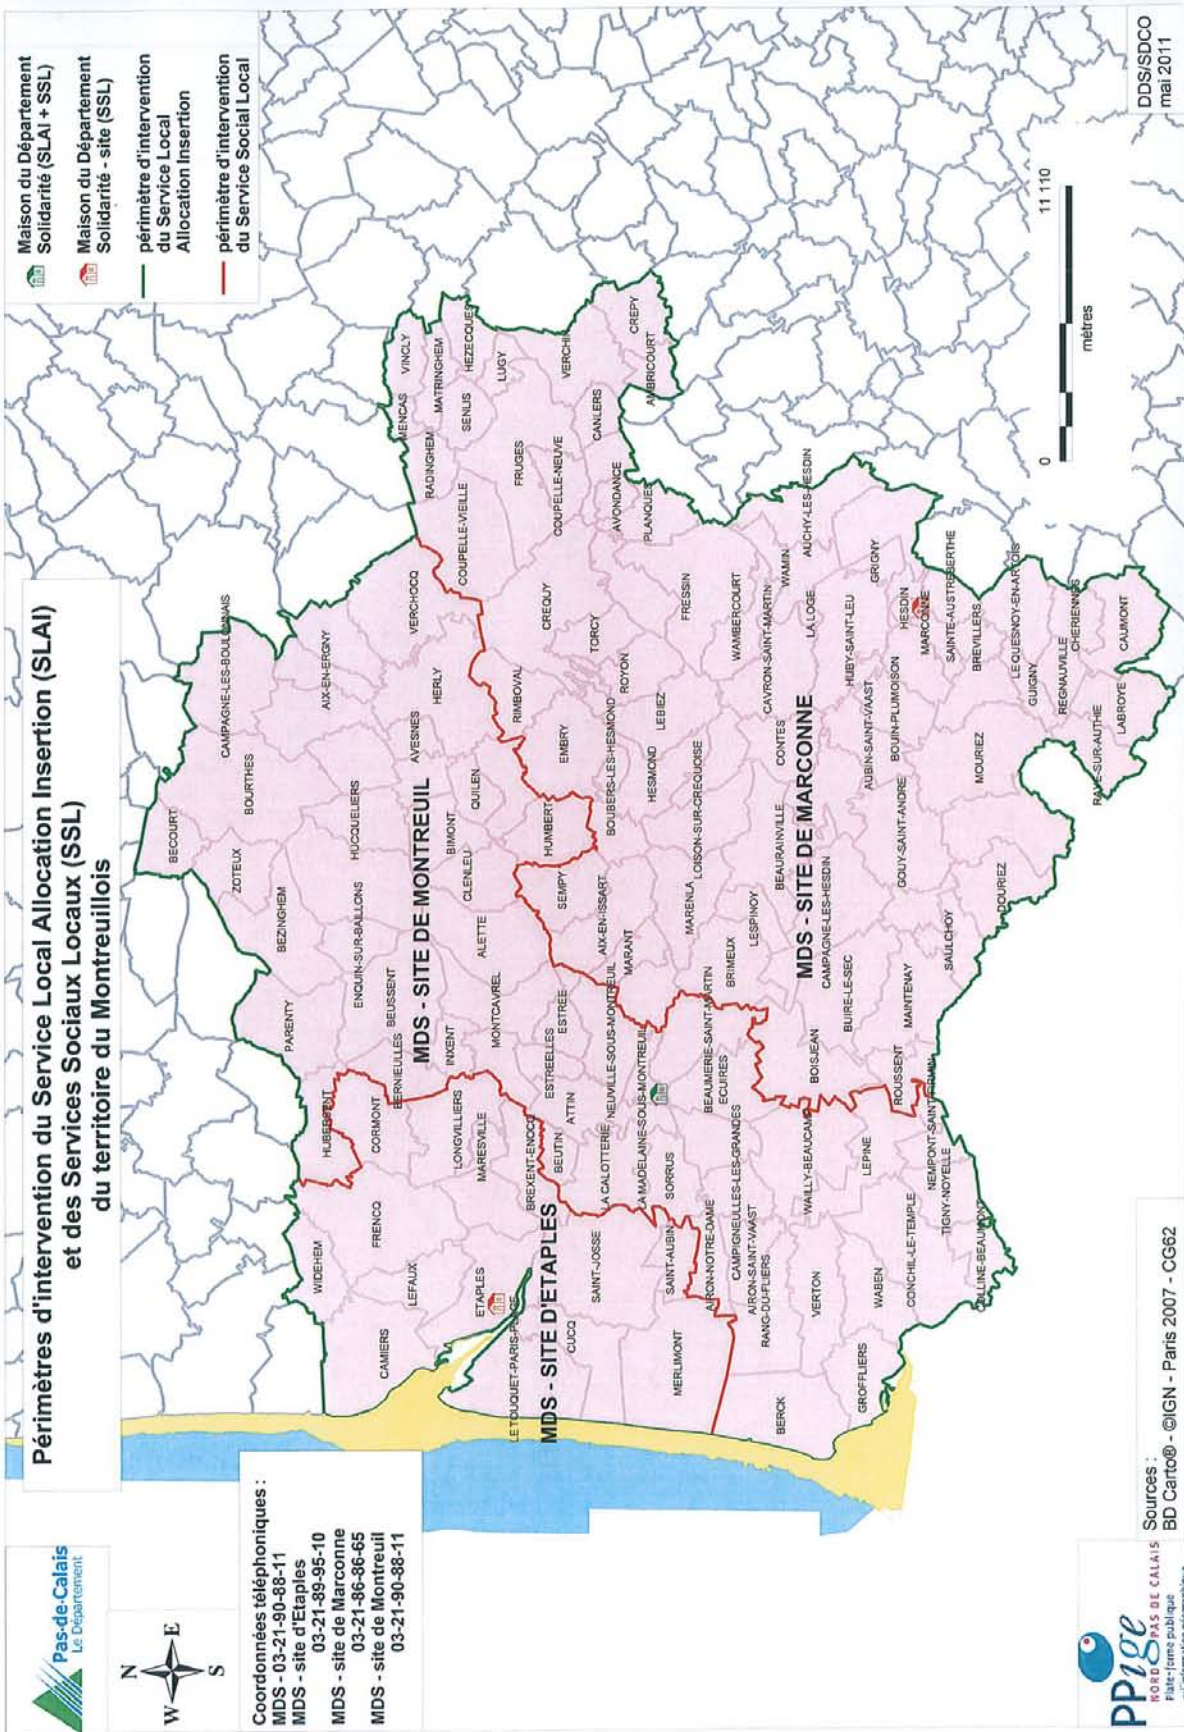 Pas-de-Calais
Le Département
N
W
E
S
Coordonnées téléphoniques :
MDS - 03-21-90-88-11
MDS - site d'Etaples
03-21-89-95-10
MDS - site de Marconne
03-21-86-86-65
MDS - site de Montreuil
03-21-90-88-11
Périmètres d'intervention du Service Local Allocation Insertion (SLAI)
et des Services Sociaux Locaux (SSL)
du territoire du Montreuillois
Maison du Département
Solidarité (SLAI + SSL)
Maison du Département
Solidarité - site (SSL)
périmètre d'intervention
du Service Local
Allocation Insertion
périmètre d'intervention
du Service Social Local
BECOURT
CAMPAGNE-LES-BOULONAIS
ZOTEUX
BOURTHES
BEZINGHEM
PARENTY
AIX-EN-ERGNY
HUCQUELIERS
ENQUIN-SUR-BAILLONS
WIDEHEM
HUBERSENT
CORMONT
FRENCQ
BEUSSENT
BERNIEULLES
MDS - SITE DE MONTREUIL
AVESNES
VERCHOCQ
HERLY
MENCAS
VINCLY
RADINGHEM
MATRINGHEM
CAMIERS
LEFAUX
LONGVILLIERS
INXENT
BIMONT
CLENLEU
QUILEN
COUPELLE-VIEILLE
SENLIS
HEZECQUES
ETAPLES
MARESVILLE
MONTCAVREL
ALETTE
LUGY
LE TOUQUET-PARIS-PLAGE
BREXENT-ENOCQ
RIMBOVAL
FRUGES
MDS - SITE D'ETAPLES
CUCQ
BEUTIN
ATTIN
ESTREELLES
ESTREE
SEMPY
HUMBERT
EMBRY
CREQUY
COUPELLE-NEUVE
VERCHIN
SAINT-JOSSE
LA CALOTTERIE
NEUVILLE-SOUS-MONTREUIL
AIX-EN-ISSART
MARANT
BOUBERS-LES-HESMOND
TORCY
ROYON
AVONDANCE
CANLERS
CREPY
AMBRICOURT
LA MADELAINE-SOUS-MONTREUIL
HESMOND
LEBIEZ
PLANQUES
MERLIMONT
SAINT-AUBIN
SORRUS
MARENLA
LOISON-SUR-CREQUOISE
FRESSIN
AIRON-NOTRE-DAME
BEAUMERIE-SAINT-MARTIN
ECUIRES
BRIMEUX
CAMPIGNEULLES-LES-GRANDES
AIRON-SAINT-VAAST
RANG-DU-FLIERS
LESPINOY
WAMBERCOURT
BERCK
BEAURAINVILLE
CONTES
CAVRON-SAINT-MARTIN
WAMIN
MDS - SITE DE MARCONNE
VERTON
WAILLY-BEAUCAMP
BOISJEAN
CAMPAGNE-LES-HESDIN
LA LOGE
AUCHY-LES-HESDIN
BUIRE-LE-SEC
HUBY-SAINT-LEU
GROFFLIERS
WABEN
LEPINE
AUBIN-SAINT-VAAST
GRIGNY
GOUY-SAINT-ANDRE
BOUIN-PLUMOISON
HESDIN
MARCONNE
CONCHIL-LE-TEMPLE
ROUSSENT
MAINTENAY
NEMPONT-SAINT-FIRMIN
TIGNY-NOYELLE
SAULCHOY
SAINTE-AUSTREBERTHE
BREVILLERS
MOURIEZ
COLLINE-BEAUMONT
DOURIEZ
LE QUESNOY-EN-ARTOIS
GUIGNY
REGNAUVILLE
CHERIENNES
RAYE-SUR-AUTHIE
LABROYE
CAUMONT
0
11 110
mètres
DDS/SDCO
mai 2011
PPige
NORD PAS DE CALAIS
Plate-forme publique
Sources :
BD Carto® - ©IGN - Paris 2007 - CG62